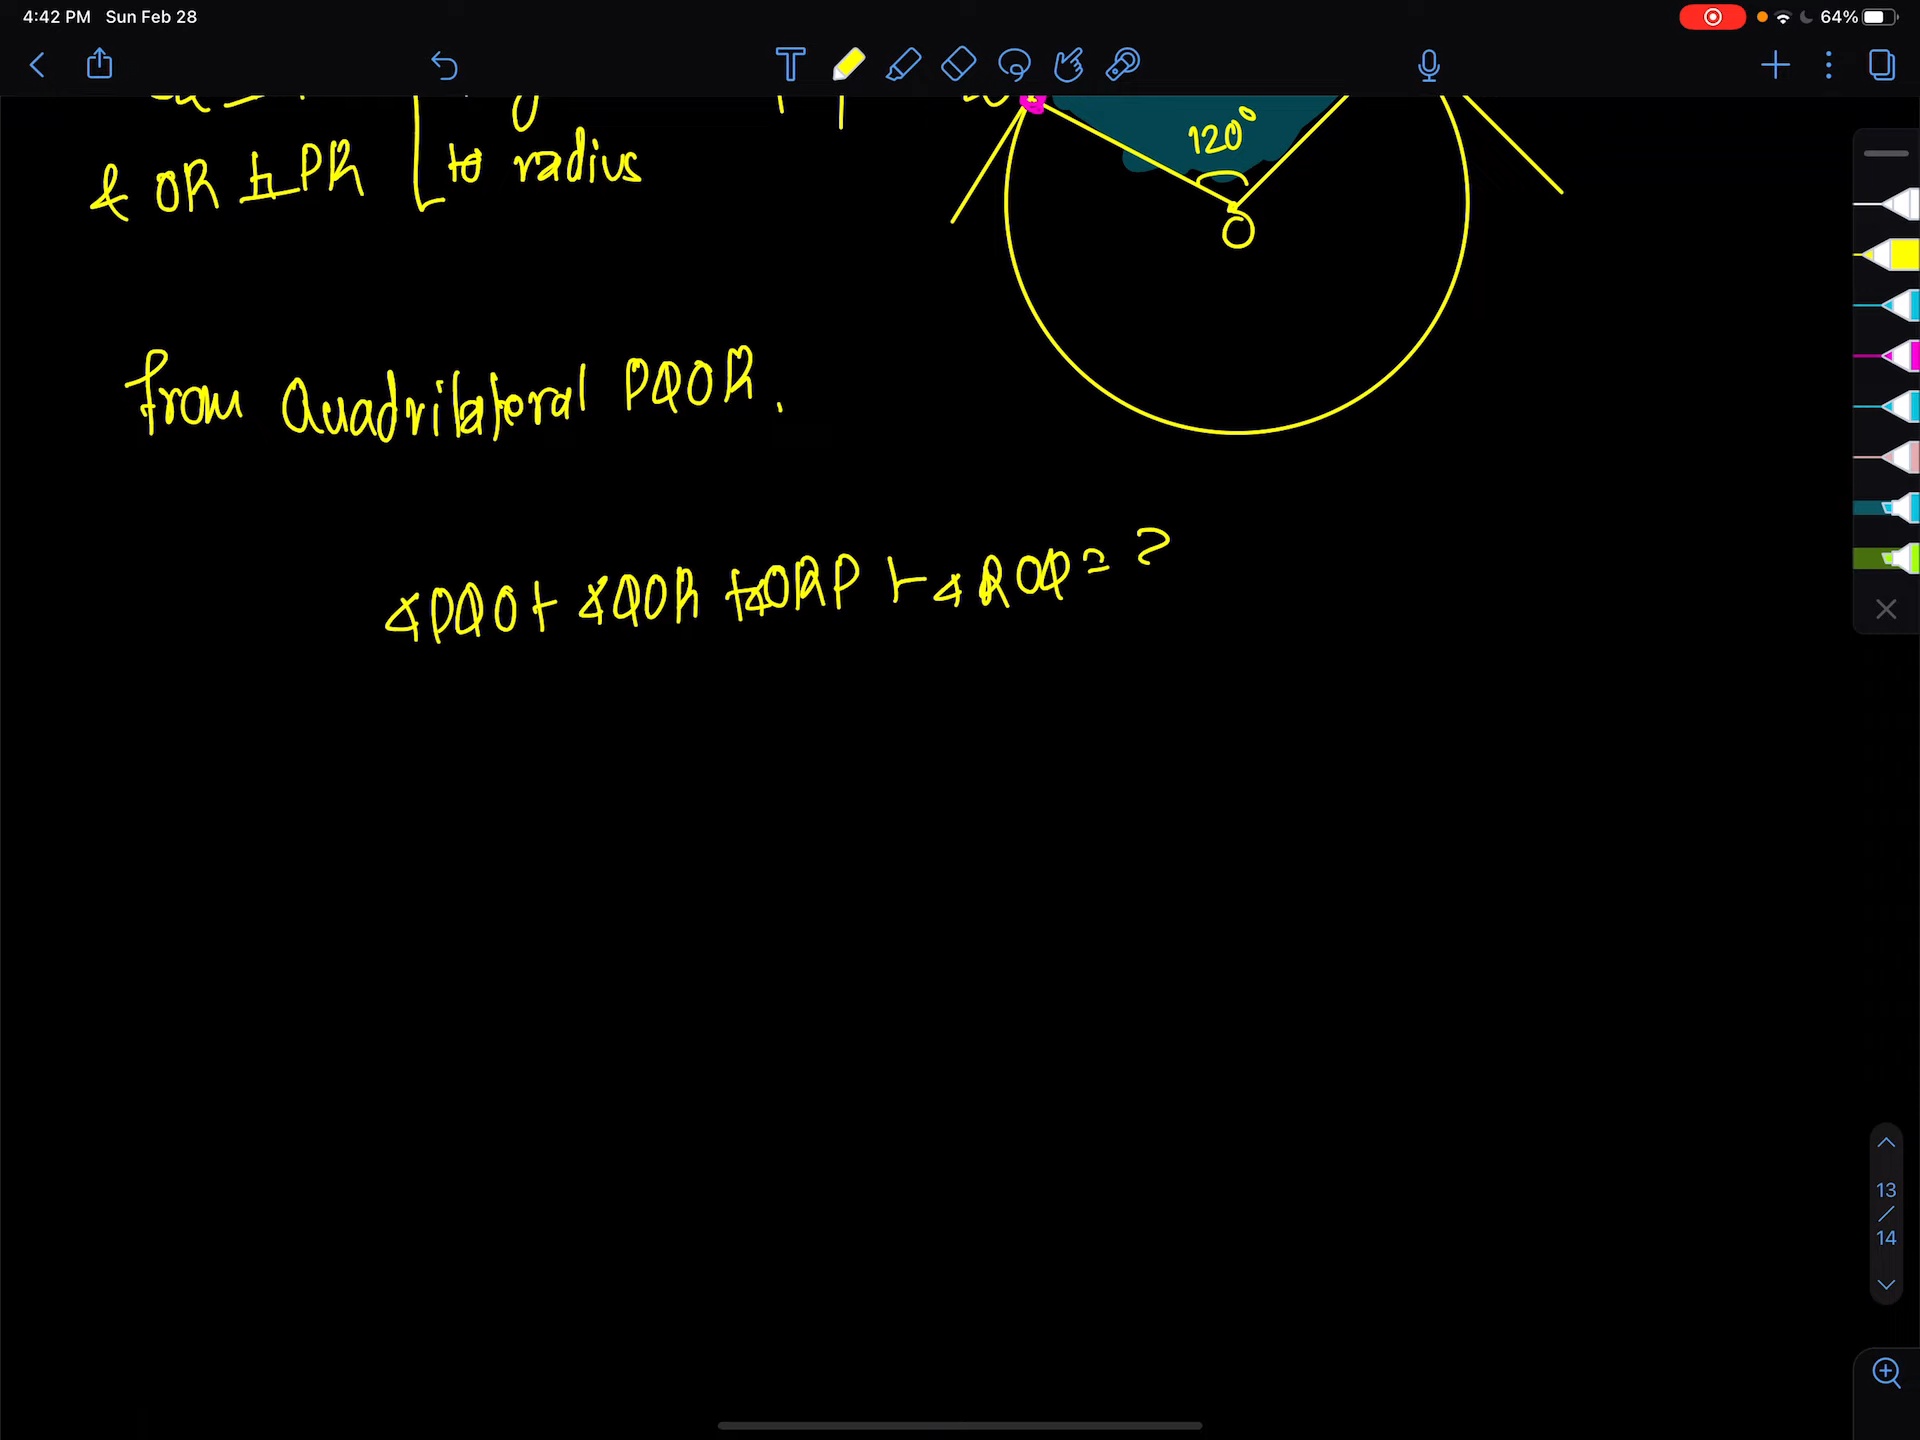 4:42 PM Sun Feb 28
64%
120°
& OR ⊥ PR to radius
O
from Quadrilateral PQOR.
∡PQO+ ∡QOR +∡ORP + ∡ROQ= ?
13
/
14